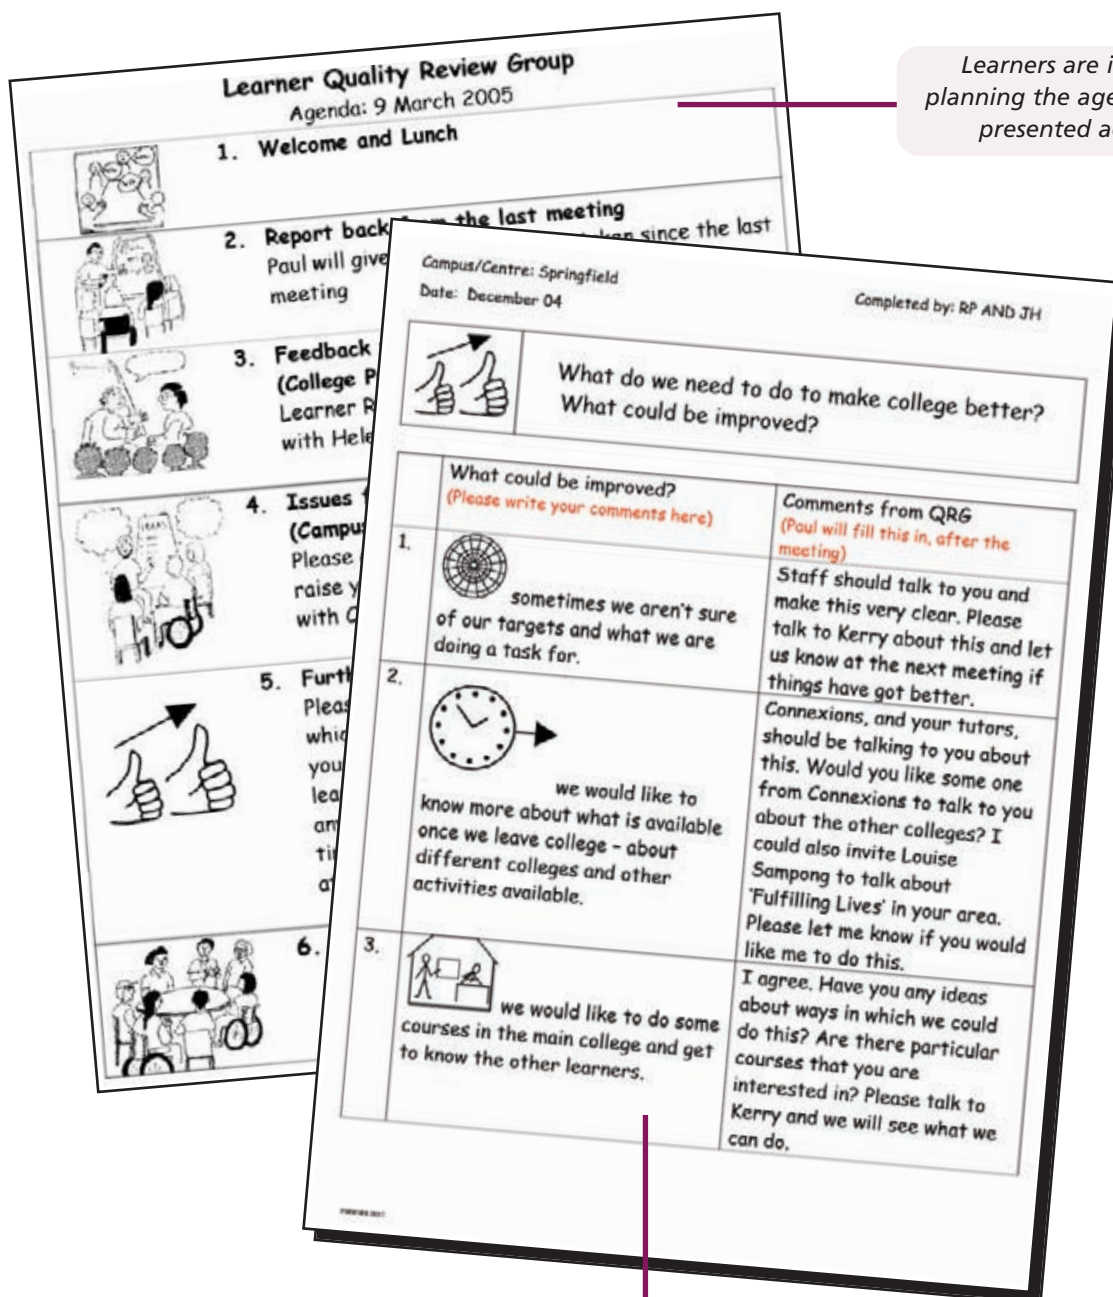 Learner Quality Review Group
Agenda: 9 March 2005
1. Welcome and Lunch
2. Report back the last meeting
Paul will give since the last
meeting
3. Feedback
(College P
Learner R
with Hele
4. Issues
(Campu
Please
raise y
with C
5. Furth
Pleas
whic
you
lea
an
6.
Learners are i
planning the age
presented a
Campus/Centre: Springfield
Date: December 04
Completed by: RP AND JH
What do we need to do to make college better?
What could be improved?
What could be improved?
(Please write your comments here)
Comments from QRG
(Paul will fill this in, after the
meeting)
1.
sometimes we aren't sure
of our targets and what we are
doing a task for.
Staff should talk to you and
make this very clear. Please
talk to Kerry about this and let
us know at the next meeting if
things have got better.
2.
we would like to
know more about what is available
once we leave college – about
different colleges and other
activities available.
Connexions, and your tutors,
should be talking to you about
this. Would you like some one
from Connexions to talk to you
about the other colleges? I
could also invite Louise
Sampong to talk about
'Fulfilling Lives' in your area.
Please let me know if you would
like me to do this.
3.
we would like to do some
courses in the main college and get
to know the other learners.
I agree. Have you any ideas
about ways in which we could
do this? Are there particular
courses that you are
interested in? Please talk to
Kerry and we will see what we
can do.